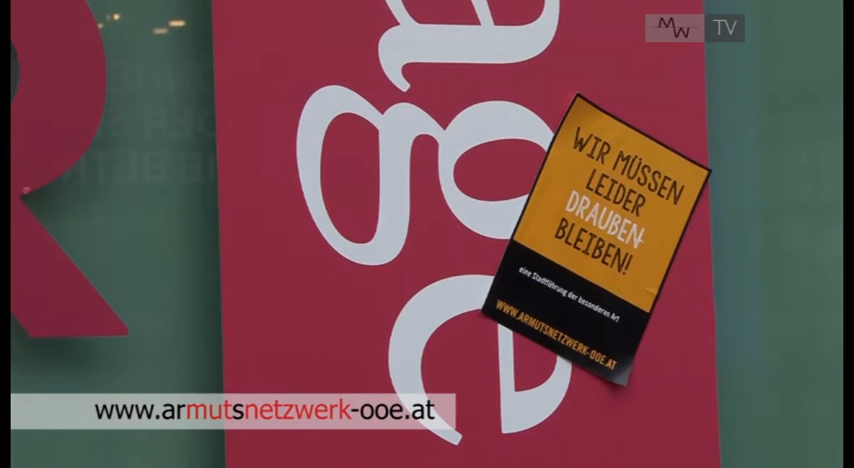 MW TV
age
R
WIR MÜSSEN
LEIDER
DRAUßEN
BLEIBEN!
eine Stadtführung der besonderen Art
WWW.ARMUTSNETZWERK-OOE.AT
www.armutsnetzwerk-ooe.at